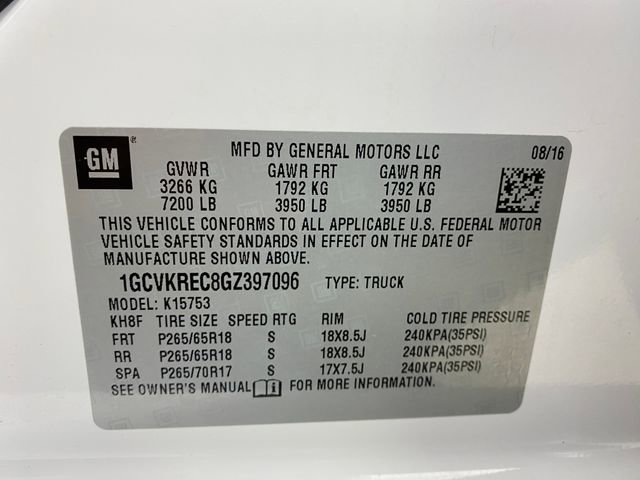 GM
MFD BY GENERAL MOTORS LLC 08/16
GVWR GAWR FRT GAWR RR
3266 KG 1792 KG 1792 KG
7200 LB 3950 LB 3950 LB
THIS VEHICLE CONFORMS TO ALL APPLICABLE U.S. FEDERAL MOTOR
VEHICLE SAFETY STANDARDS IN EFFECT ON THE DATE OF
MANUFACTURE SHOWN ABOVE.
1GCVKREC8GZ397096 TYPE: TRUCK
MODEL: K15753
KH8F TIRE SIZE SPEED RTG RIM COLD TIRE PRESSURE
FRT P265/65R18 S 18X8.5J 240KPA(35PSI)
RR P265/65R18 S 18X8.5J 240KPA(35PSI)
SPA P265/70R17 S 17X7.5J 240KPA(35PSI)
SEE OWNER'S MANUAL i FOR MORE INFORMATION.